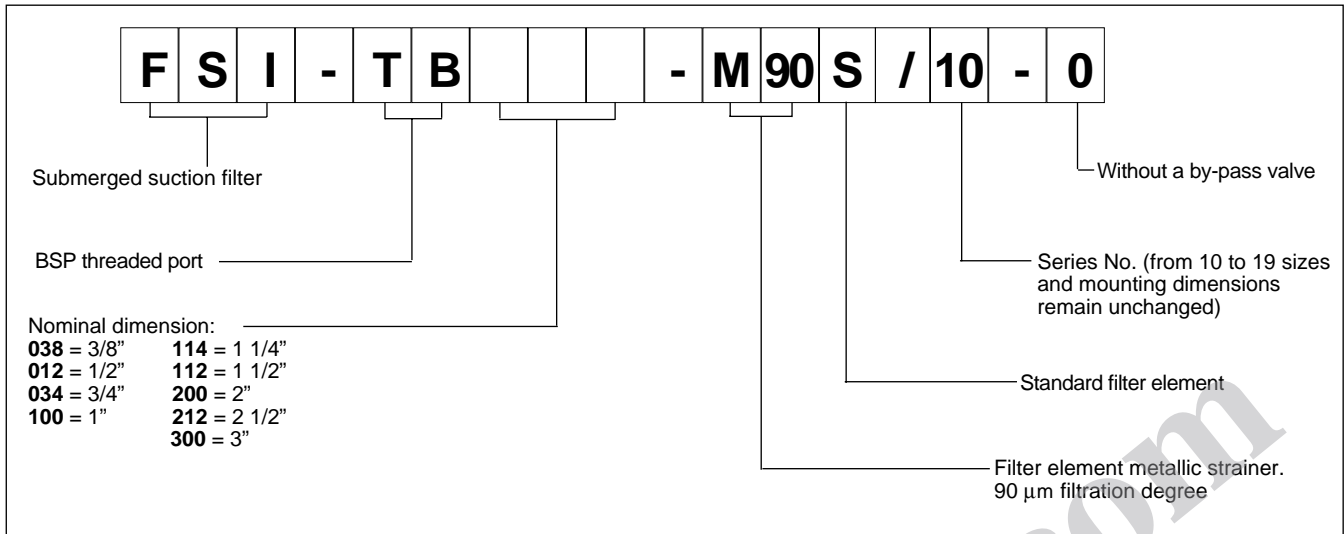 F S I - T B - M 90 S / 10 - 0
Submerged suction filter
Without a by-pass valve
BSP threaded port
Series No. (from 10 to 19 sizes
and mounting dimensions
remain unchanged)
Nominal dimension:
038 = 3/8” 114 = 1 1/4”
012 = 1/2” 112 = 1 1/2”
034 = 3/4” 200 = 2”
100 = 1” 212 = 2 1/2”
300 = 3”
Standard filter element
Filter element metallic strainer.
90 µm filtration degree
com